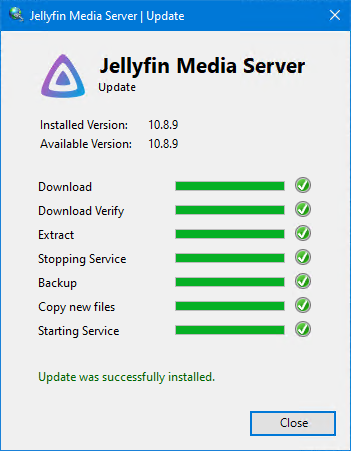 Jellyfin Media Server | Update
Jellyfin Media Server
Update
Installed Version: 10.8.9
Available Version: 10.8.9
Download
Download Verify
Extract
Stopping Service
Backup
Copy new files
Starting Service
Update was successfully installed.
Close